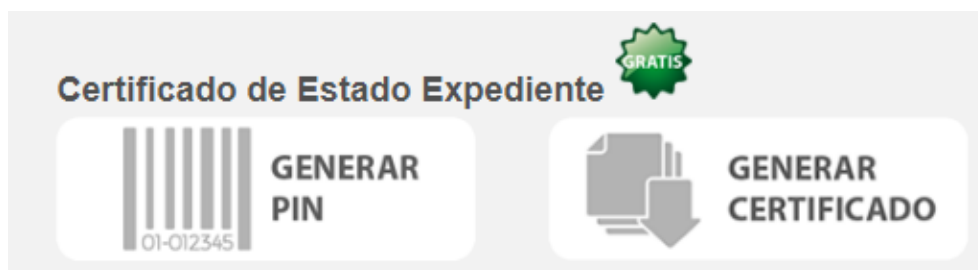 GRATIS
Certificado de Estado Expediente
GENERAR
PIN
01-012345
GENERAR
CERTIFICADO